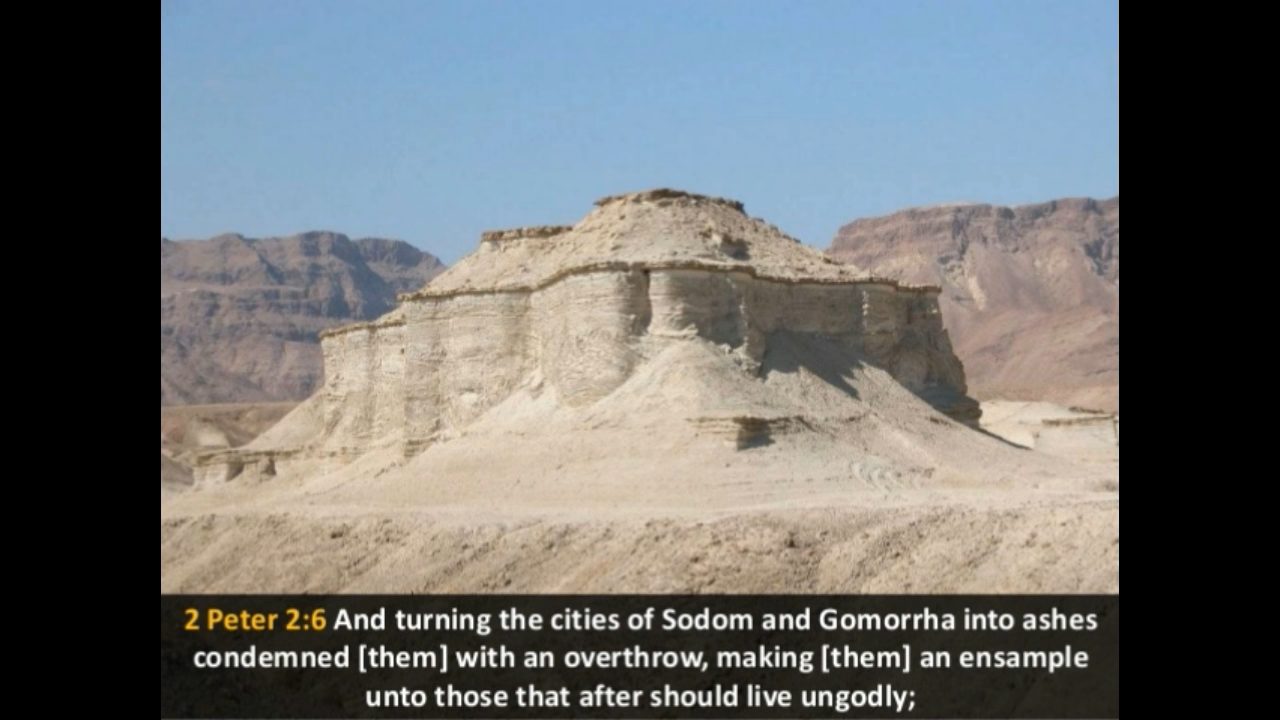 2 Peter 2:6 And turning the cities of Sodom and Gomorrha into ashes
condemned [them] with an overthrow, making [them] an ensample
unto those that after should live ungodly;